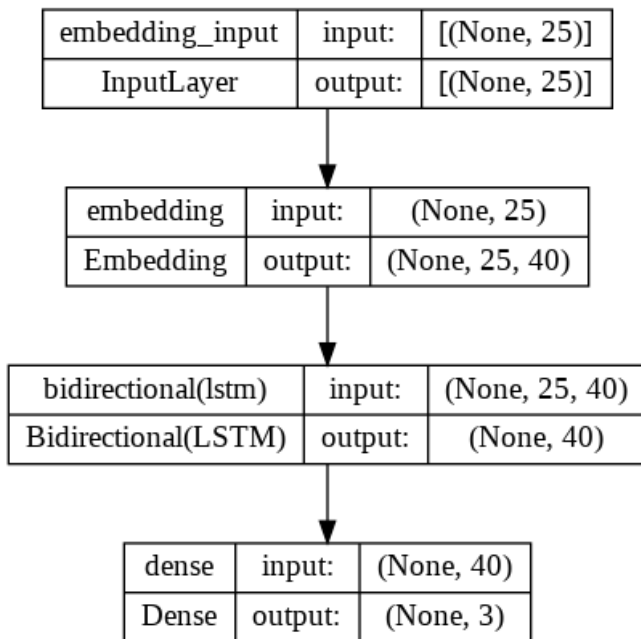 embedding_input input: [(None, 25)]
InputLayer output: [(None, 25)]
embedding input: (None, 25)
Embedding output: (None, 25, 40)
bidirectional(lstm) input: (None, 25, 40)
Bidirectional(LSTM) output: (None, 40)
dense input: (None, 40)
Dense output: (None, 3)